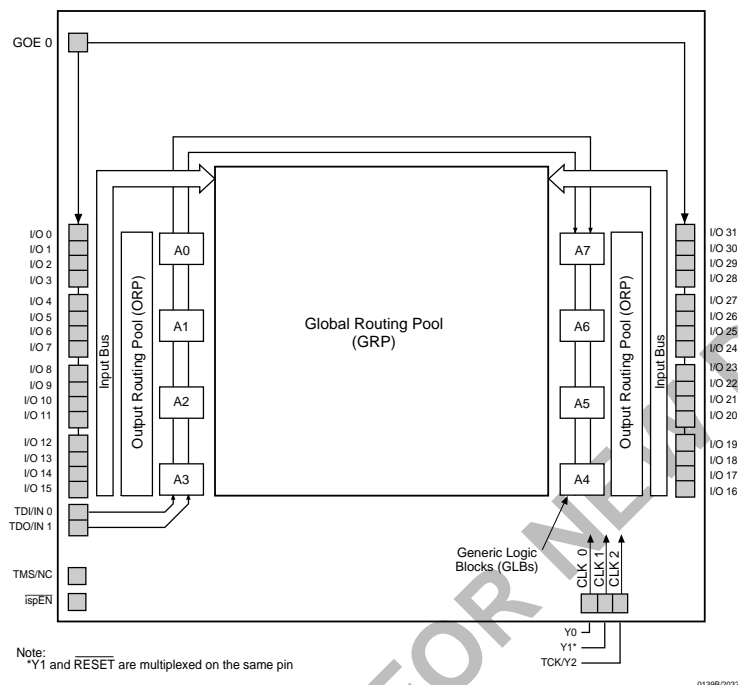 GOE 0
I/O 0
I/O 1
I/O 2
I/O 3
I/O 4
I/O 5
I/O 6
I/O 7
I/O 8
I/O 9
I/O 10
I/O 11
I/O 12
I/O 13
I/O 14
I/O 15
TDI/IN 0
TDO/IN 1
TMS/NC
ispEN
Input Bus
Output Routing Pool (ORP)
A0
A1
A2
A3
Global Routing Pool
(GRP)
A7
A6
A5
A4
Output Routing Pool (ORP)
Input Bus
I/O 31
I/O 30
I/O 29
I/O 28
I/O 27
I/O 26
I/O 25
I/O 24
I/O 23
I/O 22
I/O 21
I/O 20
I/O 19
I/O 18
I/O 17
I/O 16
Generic Logic
Blocks (GLBs)
CLK 0
CLK 1
CLK 2
Y0
Y1*
TCK/Y2
Note:
*Y1 and RESET are multiplexed on the same pin
FOR NEW